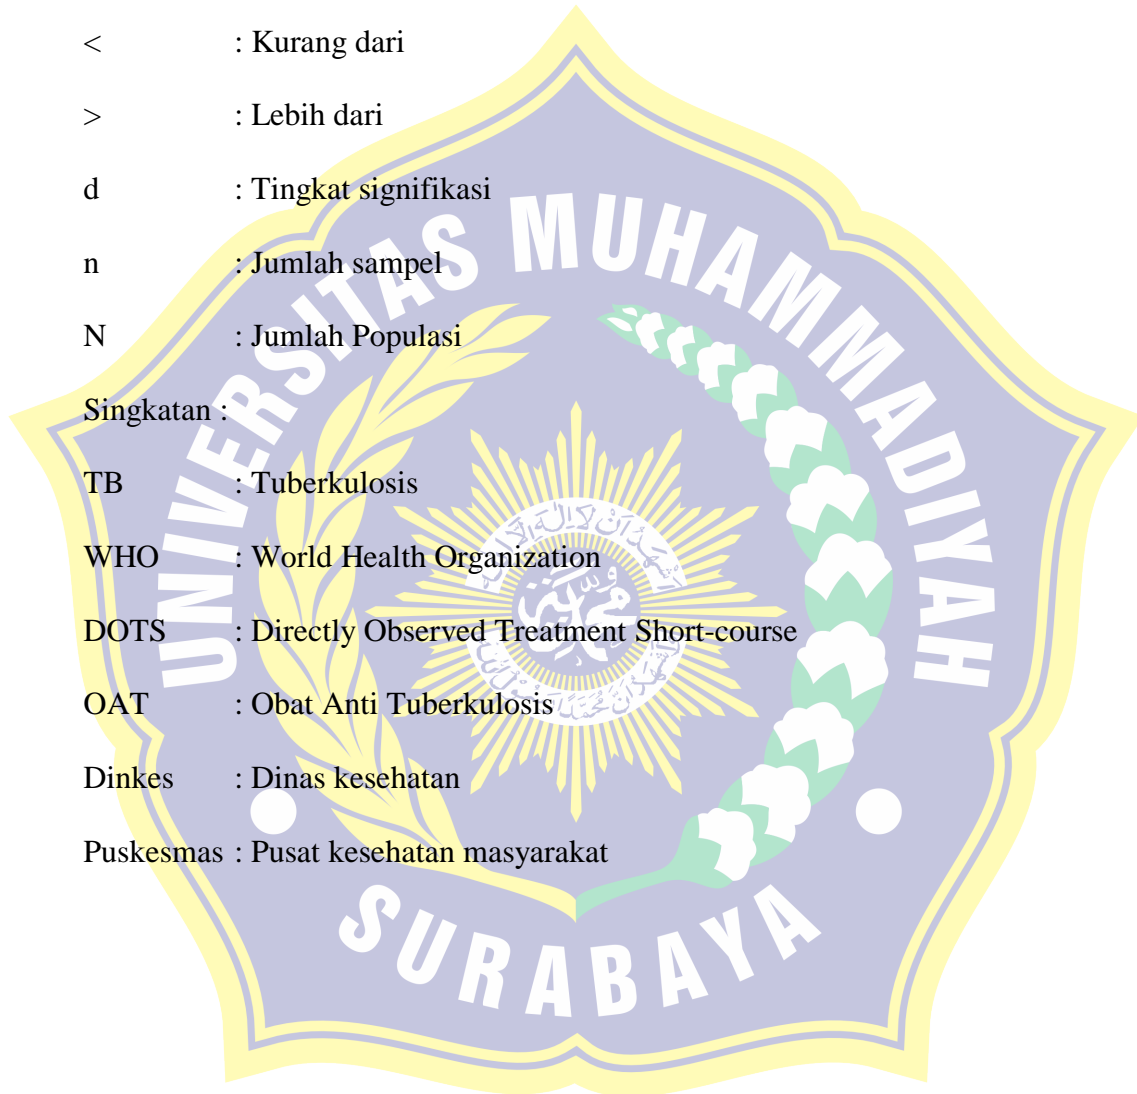 < : Kurang dari
> : Lebih dari
d : Tingkat signifikasi
n : Jumlah sampel
N : Jumlah Populasi
Singkatan :
TB : Tuberkulosis
WHO : World Health Organization
DOTS : Directly Observed Treatment Short-course
OAT : Obat Anti Tuberkulosis
Dinkes : Dinas kesehatan
Puskesmas : Pusat kesehatan masyarakat
UNIVERSITAS MUHAMMADIYAH
SURABAYA